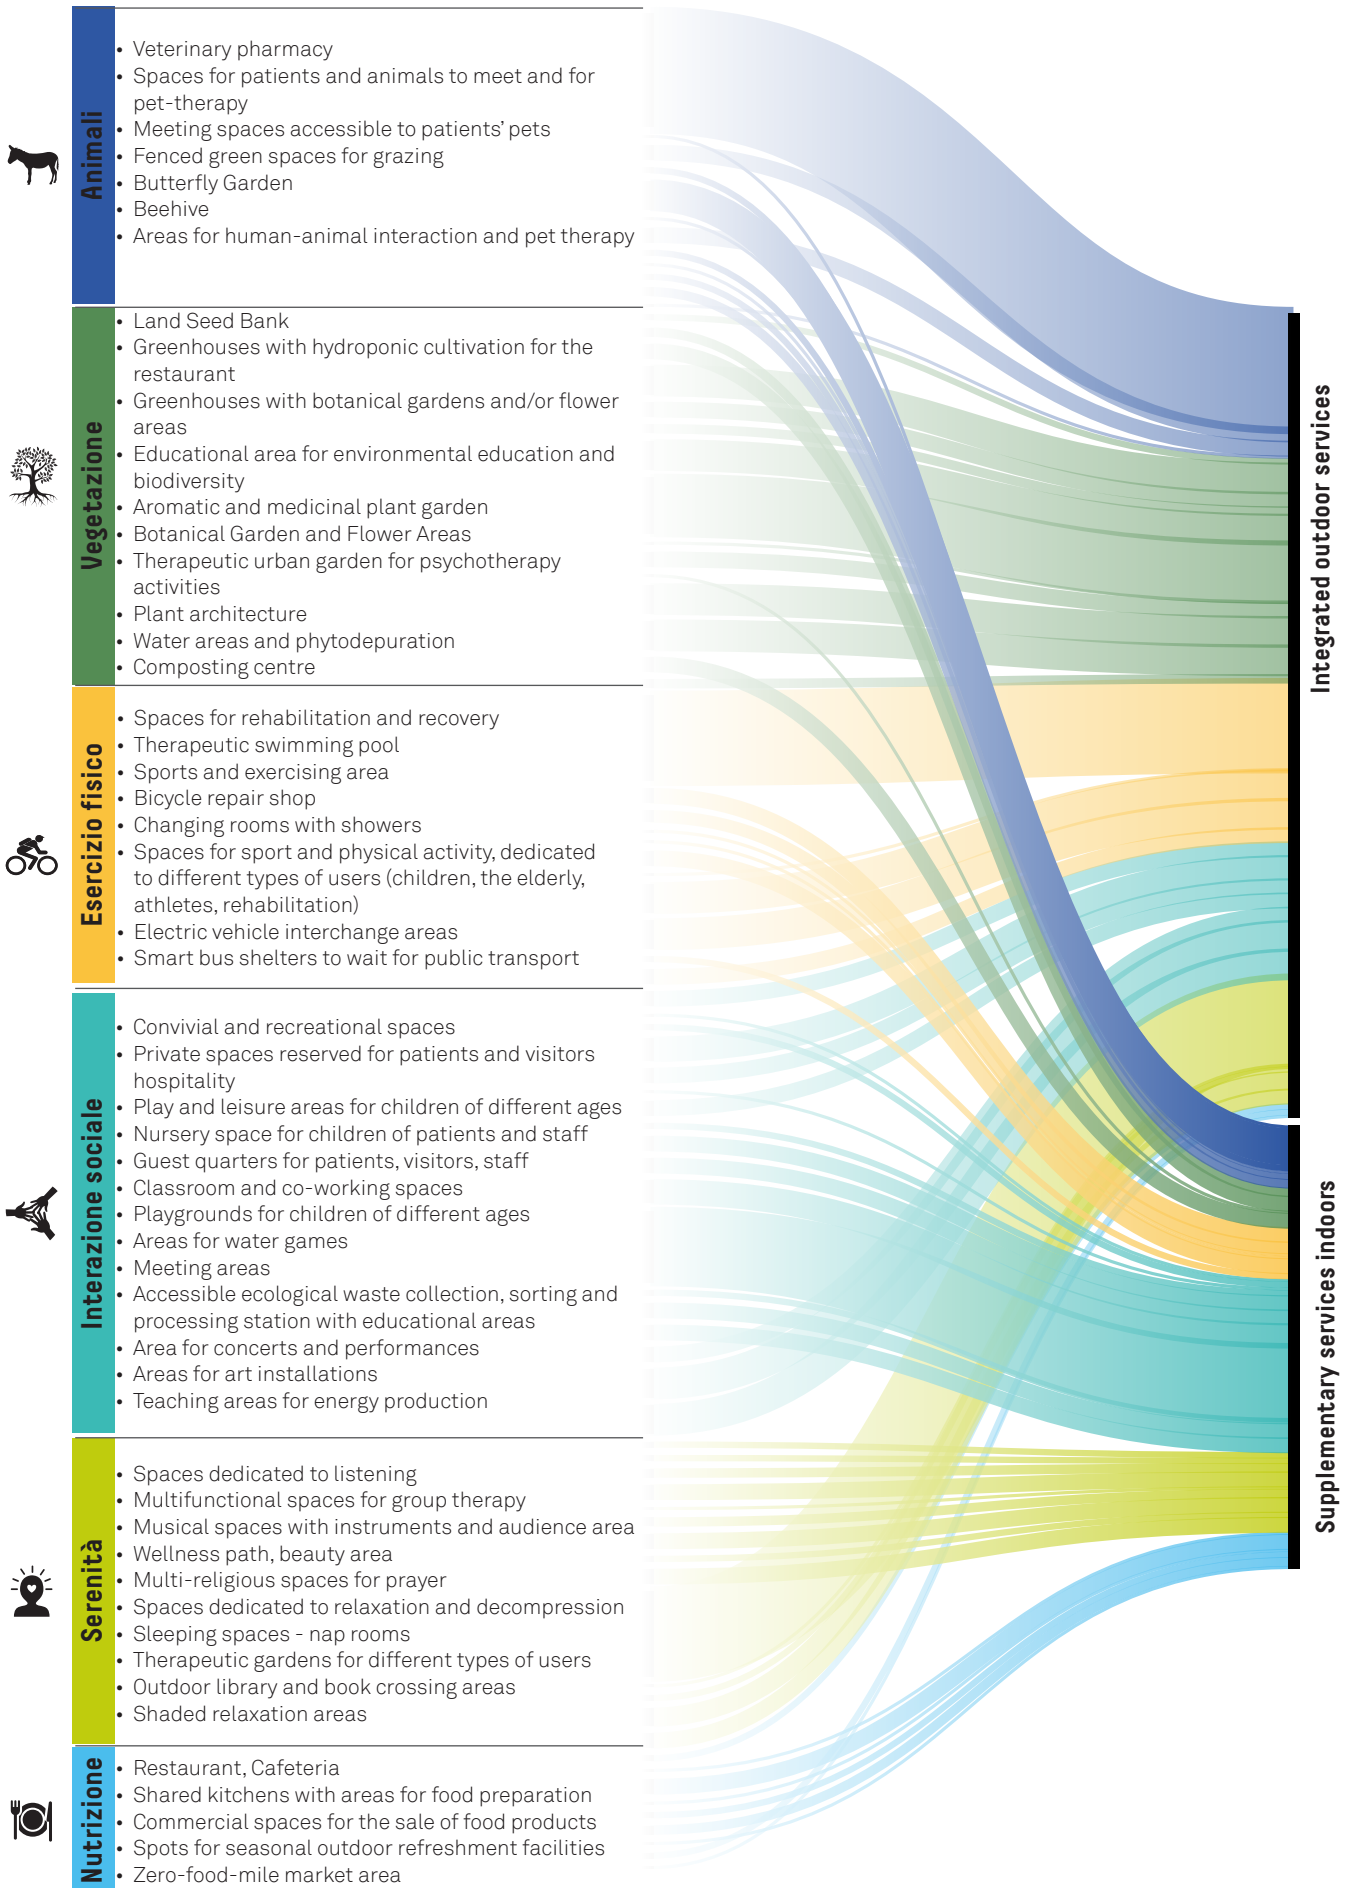 Animali
• Veterinary pharmacy
• Spaces for patients and animals to meet and for
pet-therapy
• Meeting spaces accessible to patients’ pets
• Fenced green spaces for grazing
• Butterfly Garden
• Beehive
• Areas for human-animal interaction and pet therapy
Vegetazione
• Land Seed Bank
• Greenhouses with hydroponic cultivation for the
restaurant
• Greenhouses with botanical gardens and/or flower
areas
• Educational area for environmental education and
biodiversity
• Aromatic and medicinal plant garden
• Botanical Garden and Flower Areas
• Therapeutic urban garden for psychotherapy
activities
• Plant architecture
• Water areas and phytodepuration
• Composting centre
Esercizio fisico
• Spaces for rehabilitation and recovery
• Therapeutic swimming pool
• Sports and exercising area
• Bicycle repair shop
• Changing rooms with showers
• Spaces for sport and physical activity, dedicated
to different types of users (children, the elderly,
athletes, rehabilitation)
• Electric vehicle interchange areas
• Smart bus shelters to wait for public transport
Interazione sociale
• Convivial and recreational spaces
• Private spaces reserved for patients and visitors
hospitality
• Play and leisure areas for children of different ages
• Nursery space for children of patients and staff
• Guest quarters for patients, visitors, staff
• Classroom and co-working spaces
• Playgrounds for children of different ages
• Areas for water games
• Meeting areas
• Accessible ecological waste collection, sorting and
processing station with educational areas
• Area for concerts and performances
• Areas for art installations
• Teaching areas for energy production
Serenità
• Spaces dedicated to listening
• Multifunctional spaces for group therapy
• Musical spaces with instruments and audience area
• Wellness path, beauty area
• Multi-religious spaces for prayer
• Spaces dedicated to relaxation and decompression
• Sleeping spaces - nap rooms
• Therapeutic gardens for different types of users
• Outdoor library and book crossing areas
• Shaded relaxation areas
Nutrizione
• Restaurant, Cafeteria
• Shared kitchens with areas for food preparation
• Commercial spaces for the sale of food products
• Spots for seasonal outdoor refreshment facilities
• Zero-food-mile market area
Integrated outdoor services
Supplementary services indoors